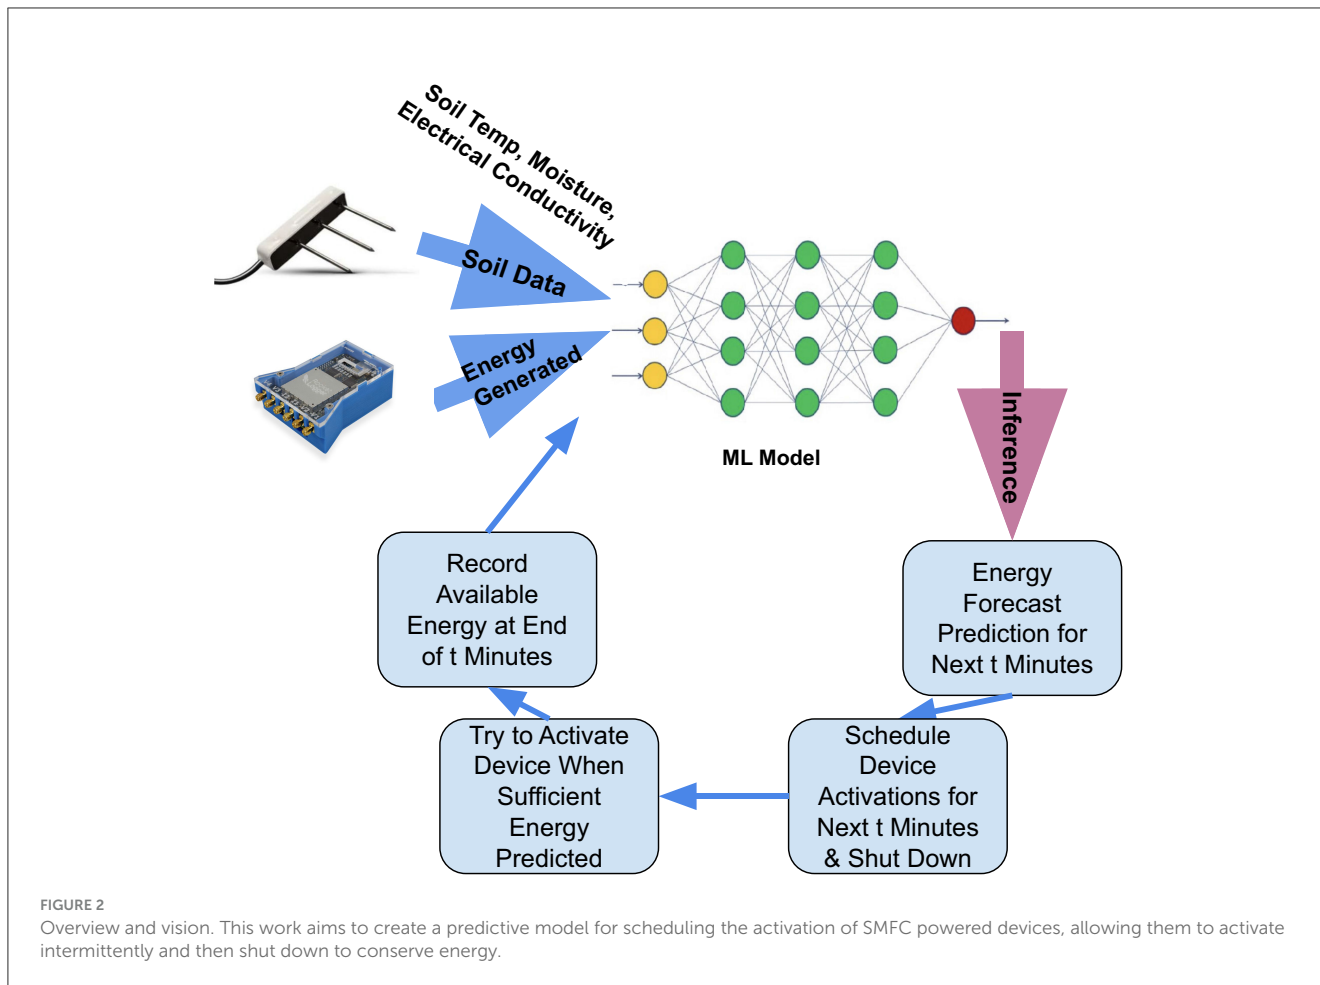 Soil Temp, Moisture,
Electrical Conductivity
Soil Data
Energy
Generated
ML Model
Inference
Record
Available
Energy at End
of t Minutes
Energy
Forecast
Prediction for
Next t Minutes
Try to Activate
Device When
Sufficient
Energy
Predicted
Schedule
Device
Activations for
Next t Minutes
& Shut Down
FIGURE 2
Overview and vision. This work aims to create a predictive model for scheduling the activation of SMFC powered devices, allowing them to activate
intermittently and then shut down to conserve energy.